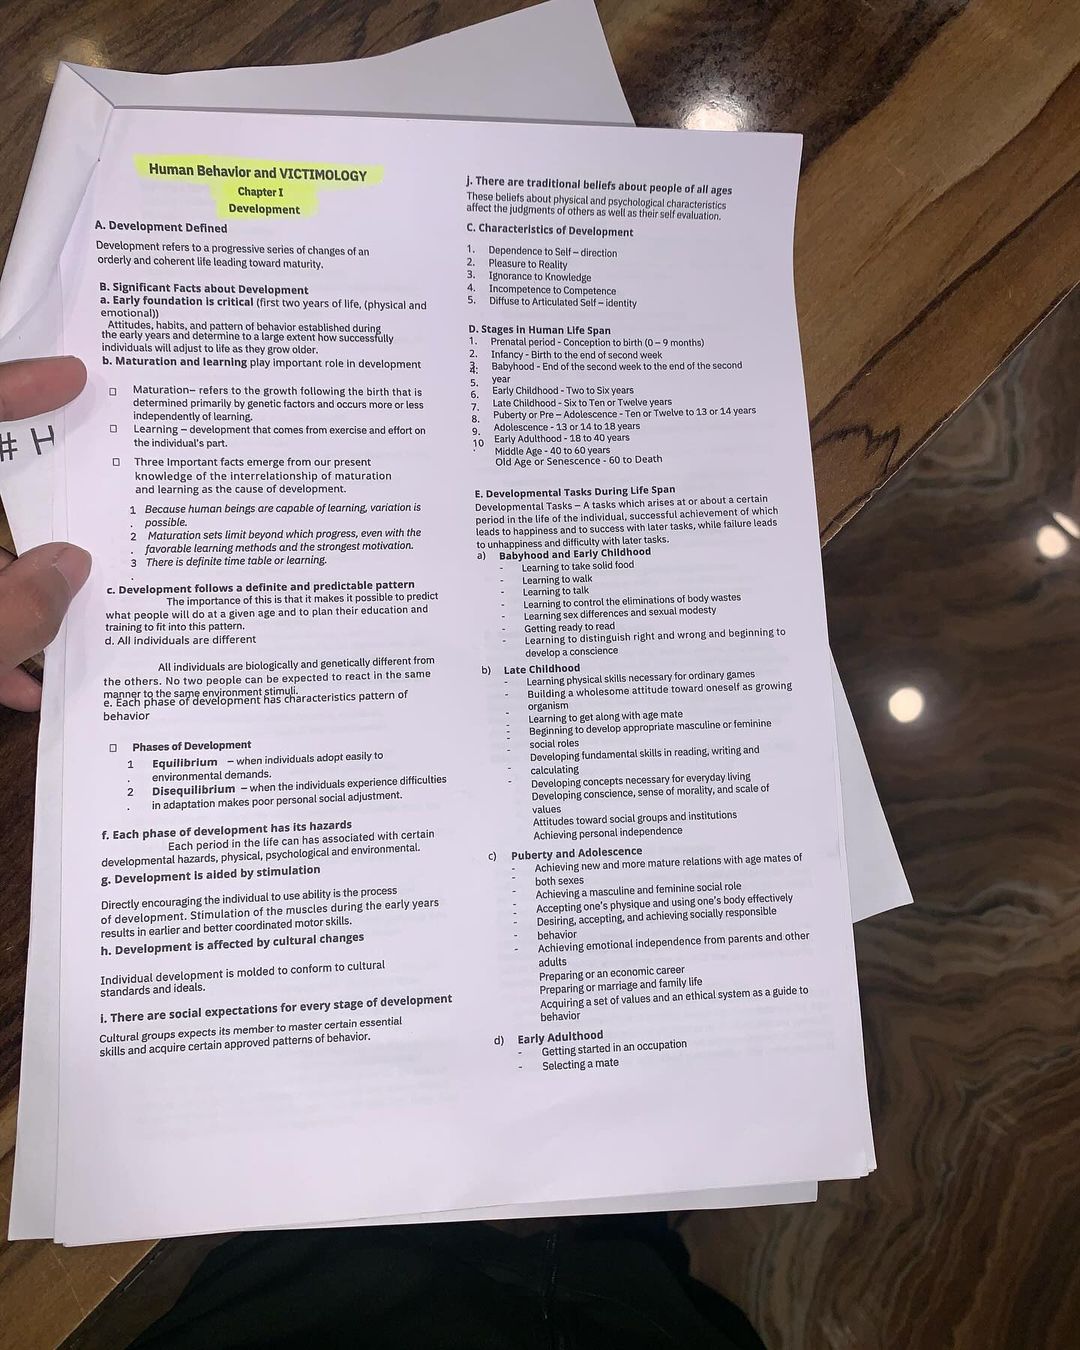 Human Behavior and VICTIMOLOGY
Chapter I
Development
A. Development Defined
Development refers to a progressive series of changes of an
orderly and coherent life leading toward maturity.
B. Significant Facts about Development
a. Early foundation is critical (first two years of life, (physical and
emotional))
Attitudes, habits, and pattern of behavior established during
the early years and determine to a large extent how successfully
individuals will adjust to life as they grow older.
b. Maturation and learning play important role in development
□ Maturation– refers to the growth following the birth that is
determined primarily by genetic factors and occurs more or less
independently of learning.
□ Learning – development that comes from exercise and effort on
the individual's part.
□ Three Important facts emerge from our present
knowledge of the interrelationship of maturation
and learning as the cause of development.
1 Because human beings are capable of learning, variation is
. possible.
2 Maturation sets limit beyond which progress, even with the
. favorable learning methods and the strongest motivation.
3 There is definite time table or learning.
.
c. Development follows a definite and predictable pattern
The importance of this is that it makes it possible to predict
what people will do at a given age and to plan their education and
training to fit into this pattern.
d. All individuals are different
All individuals are biologically and genetically different from
the others. No two people can be expected to react in the same
manner to the same environment stimuli.
e. Each phase of development has characteristics pattern of
behavior
□ Phases of Development
1 Equilibrium – when individuals adopt easily to
. environmental demands.
2 Disequilibrium – when the individuals experience difficulties
. in adaptation makes poor personal social adjustment.
f. Each phase of development has its hazards
Each period in the life can has associated with certain
developmental hazards, physical, psychological and environmental.
g. Development is aided by stimulation
Directly encouraging the individual to use ability is the process
of development. Stimulation of the muscles during the early years
results in earlier and better coordinated motor skills.
h. Development is affected by cultural changes
Individual development is molded to conform to cultural
standards and ideals.
i. There are social expectations for every stage of development
Cultural groups expects its member to master certain essential
skills and acquire certain approved patterns of behavior.
j. There are traditional beliefs about people of all ages
These beliefs about physical and psychological characteristics
affect the judgments of others as well as their self evaluation.
C. Characteristics of Development
1. Dependence to Self – direction
2. Pleasure to Reality
3. Ignorance to Knowledge
4. Incompetence to Competence
5. Diffuse to Articulated Self – identity
D. Stages in Human Life Span
1. Prenatal period - Conception to birth (0 – 9 months)
2. Infancy - Birth to the end of second week
3. Babyhood - End of the second week to the end of the second
4.
5. year
6. Early Childhood - Two to Six years
7. Late Childhood - Six to Ten or Twelve years
8. Puberty or Pre – Adolescence - Ten or Twelve to 13 or 14 years
9. Adolescence - 13 or 14 to 18 years
10 Early Adulthood - 18 to 40 years
. Middle Age - 40 to 60 years
Old Age or Senescence - 60 to Death
E. Developmental Tasks During Life Span
Developmental Tasks – A tasks which arises at or about a certain
period in the life of the individual, successful achievement of which
leads to happiness and to success with later tasks, while failure leads
to unhappiness and difficulty with later tasks.
a) Babyhood and Early Childhood
- Learning to take solid food
- Learning to walk
- Learning to talk
- Learning to control the eliminations of body wastes
- Learning sex differences and sexual modesty
- Getting ready to read
- Learning to distinguish right and wrong and beginning to
develop a conscience
b) Late Childhood
- Learning physical skills necessary for ordinary games
- Building a wholesome attitude toward oneself as growing
organism
- Learning to get along with age mate
- Beginning to develop appropriate masculine or feminine
- social roles
Developing fundamental skills in reading, writing and
- calculating
- Developing concepts necessary for everyday living
Developing conscience, sense of morality, and scale of
values
Attitudes toward social groups and institutions
Achieving personal independence
c) Puberty and Adolescence
- Achieving new and more mature relations with age mates of
- both sexes
- Achieving a masculine and feminine social role
- Accepting one's physique and using one's body effectively
- Desiring, accepting, and achieving socially responsible
- behavior
- Achieving emotional independence from parents and other
adults
Preparing or an economic career
Preparing or marriage and family life
Acquiring a set of values and an ethical system as a guide to
behavior
d) Early Adulthood
- Getting started in an occupation
- Selecting a mate
# H